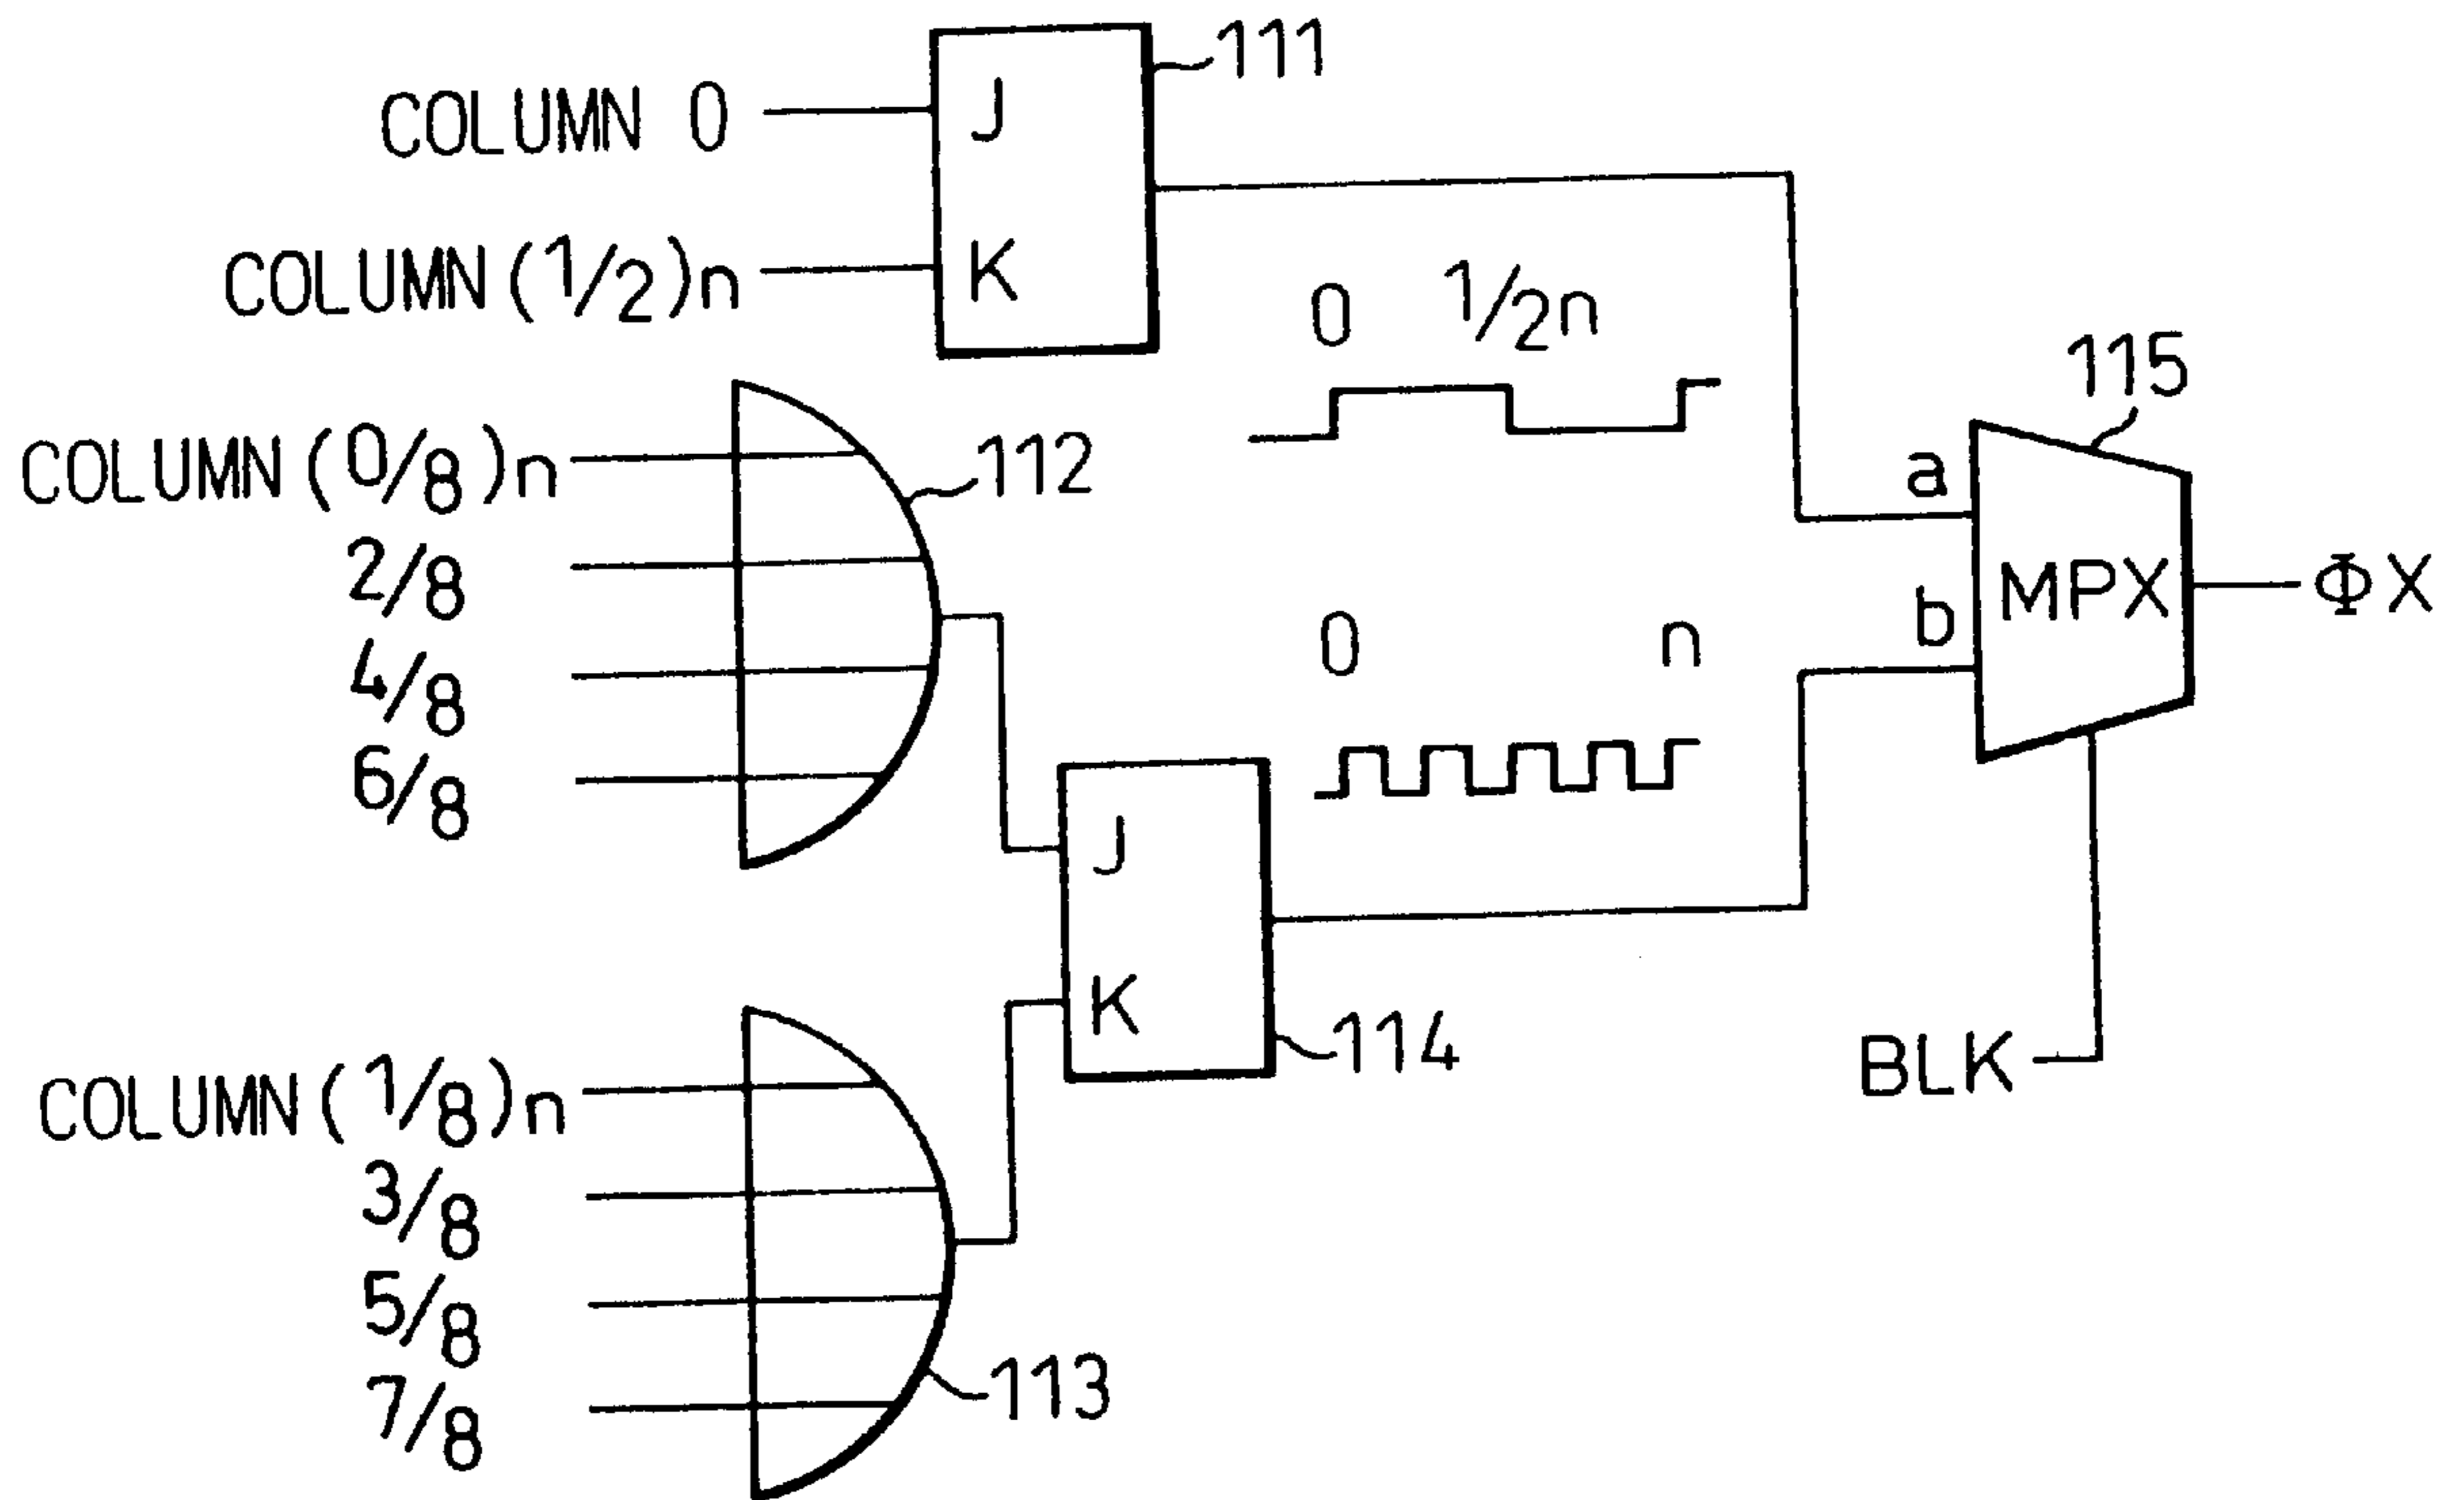 111
COLUMN 0
J
COLUMN(1/2)n
K
0 1/2n
115
COLUMN(0/8)n
112
a
2/8
MPX
ΦX
b
0 n
4/8
6/8
J
K
114
BLK
COLUMN(1/8)n
3/8
5/8
113
7/8